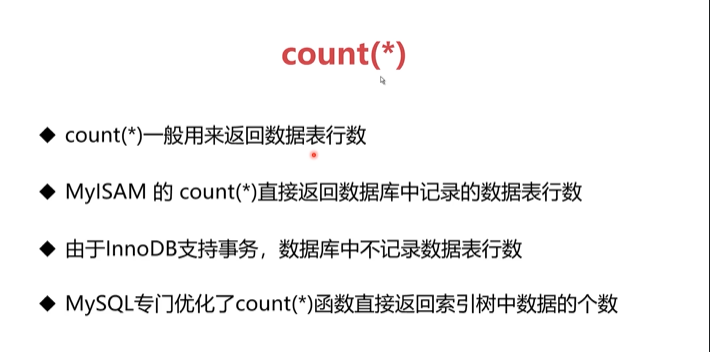 count(*)
◆ count(*)一般用来返回数据表行数
◆ MyISAM 的 count(*)直接返回数据库中记录的数据表行数
◆ 由于InnoDB支持事务，数据库中不记录数据表行数
◆ MySQL专门优化了count(*)函数直接返回索引树中数据的个数